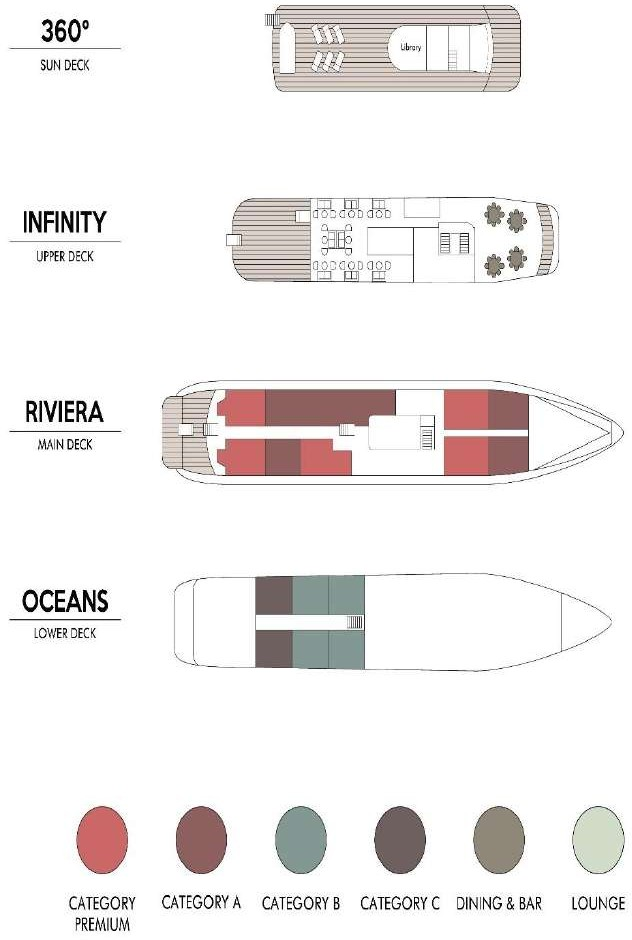 360°
SUN DECK
Library
INFINITY
UPPER DECK
RIVIERA
MAIN DECK
OCEANS
LOWER DECK
CATEGORY PREMIUM
CATEGORY A
CATEGORY B
CATEGORY C
DINING & BAR
LOUNGE